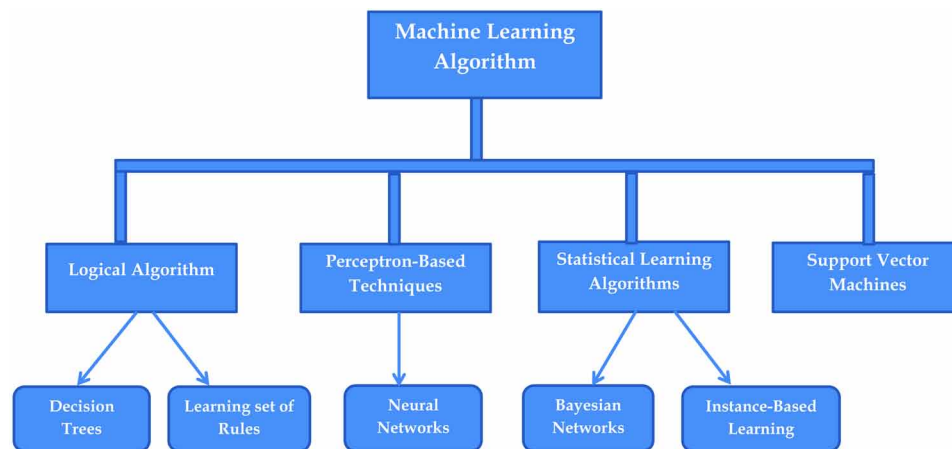 Machine Learning
Algorithm
Logical Algorithm
Perceptron-Based
Techniques
Statistical Learning
Algorithms
Support Vector
Machines
Decision
Trees
Learning set of
Rules
Neural
Networks
Bayesian
Networks
Instance-Based
Learning